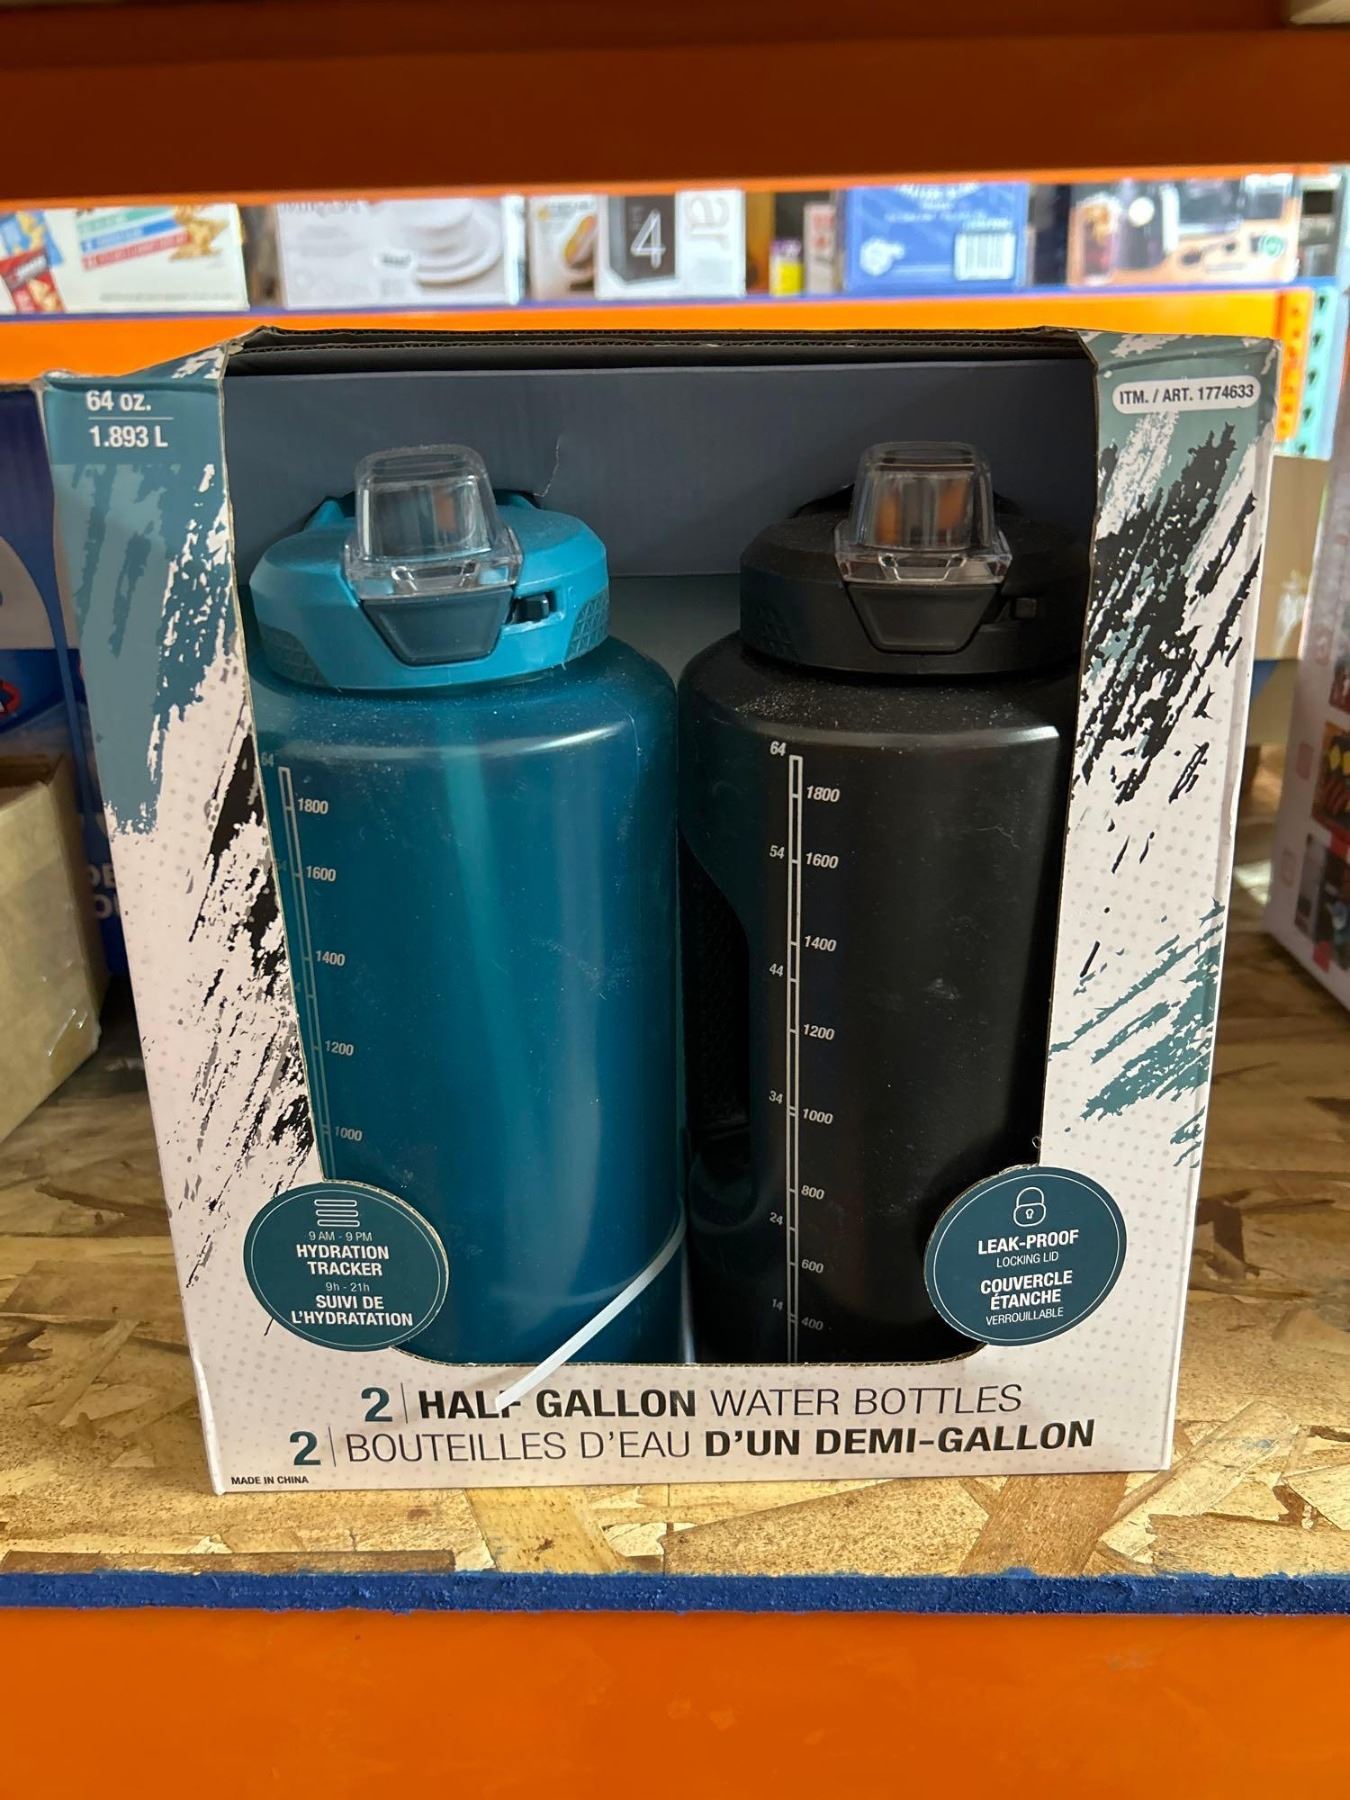 4
64 oz.
1.893 L
ITM. / ART. 1774633
64
1800
1600
1400
1200
1000
64
1800
54
1600
1400
44
1200
34
1000
800
24
600
14
400
9 AM - 9 PM
HYDRATION
TRACKER
9h - 21h
SUIVI DE
L'HYDRATATION
LEAK-PROOF
LOCKING LID
COUVERCLE
ÉTANCHE
VERROUILLABLE
2 HALF GALLON WATER BOTTLES
2 BOUTEILLES D'EAU D'UN DEMI-GALLON
MADE IN CHINA